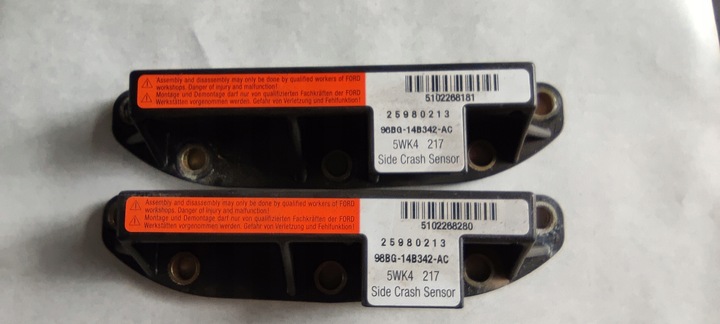 Assembly and disassembly may only be done by qualified workers of FORD
workshops. Danger of injury and malfunction!
Montage und Demontage darf nur von qualifizierten Fachkräften der FORD
Werkstätten vorgenommen werden. Gefahr von Verletzung und Fehlfunktion!
5102268181
25980213
98BG-14B342-AC
5WK4 217
Side Crash Sensor
Assembly and disassembly may only be done by qualified workers of FORD
workshops. Danger of injury and malfunction!
Montage und Demontage darf nur von qualifizierten Fachkräften der FORD
Werkstätten vorgenommen werden. Gefahr von Verletzung und Fehlfunktion!
5102268280
25980213
98BG-14B342-AC
5WK4 217
Side Crash Sensor